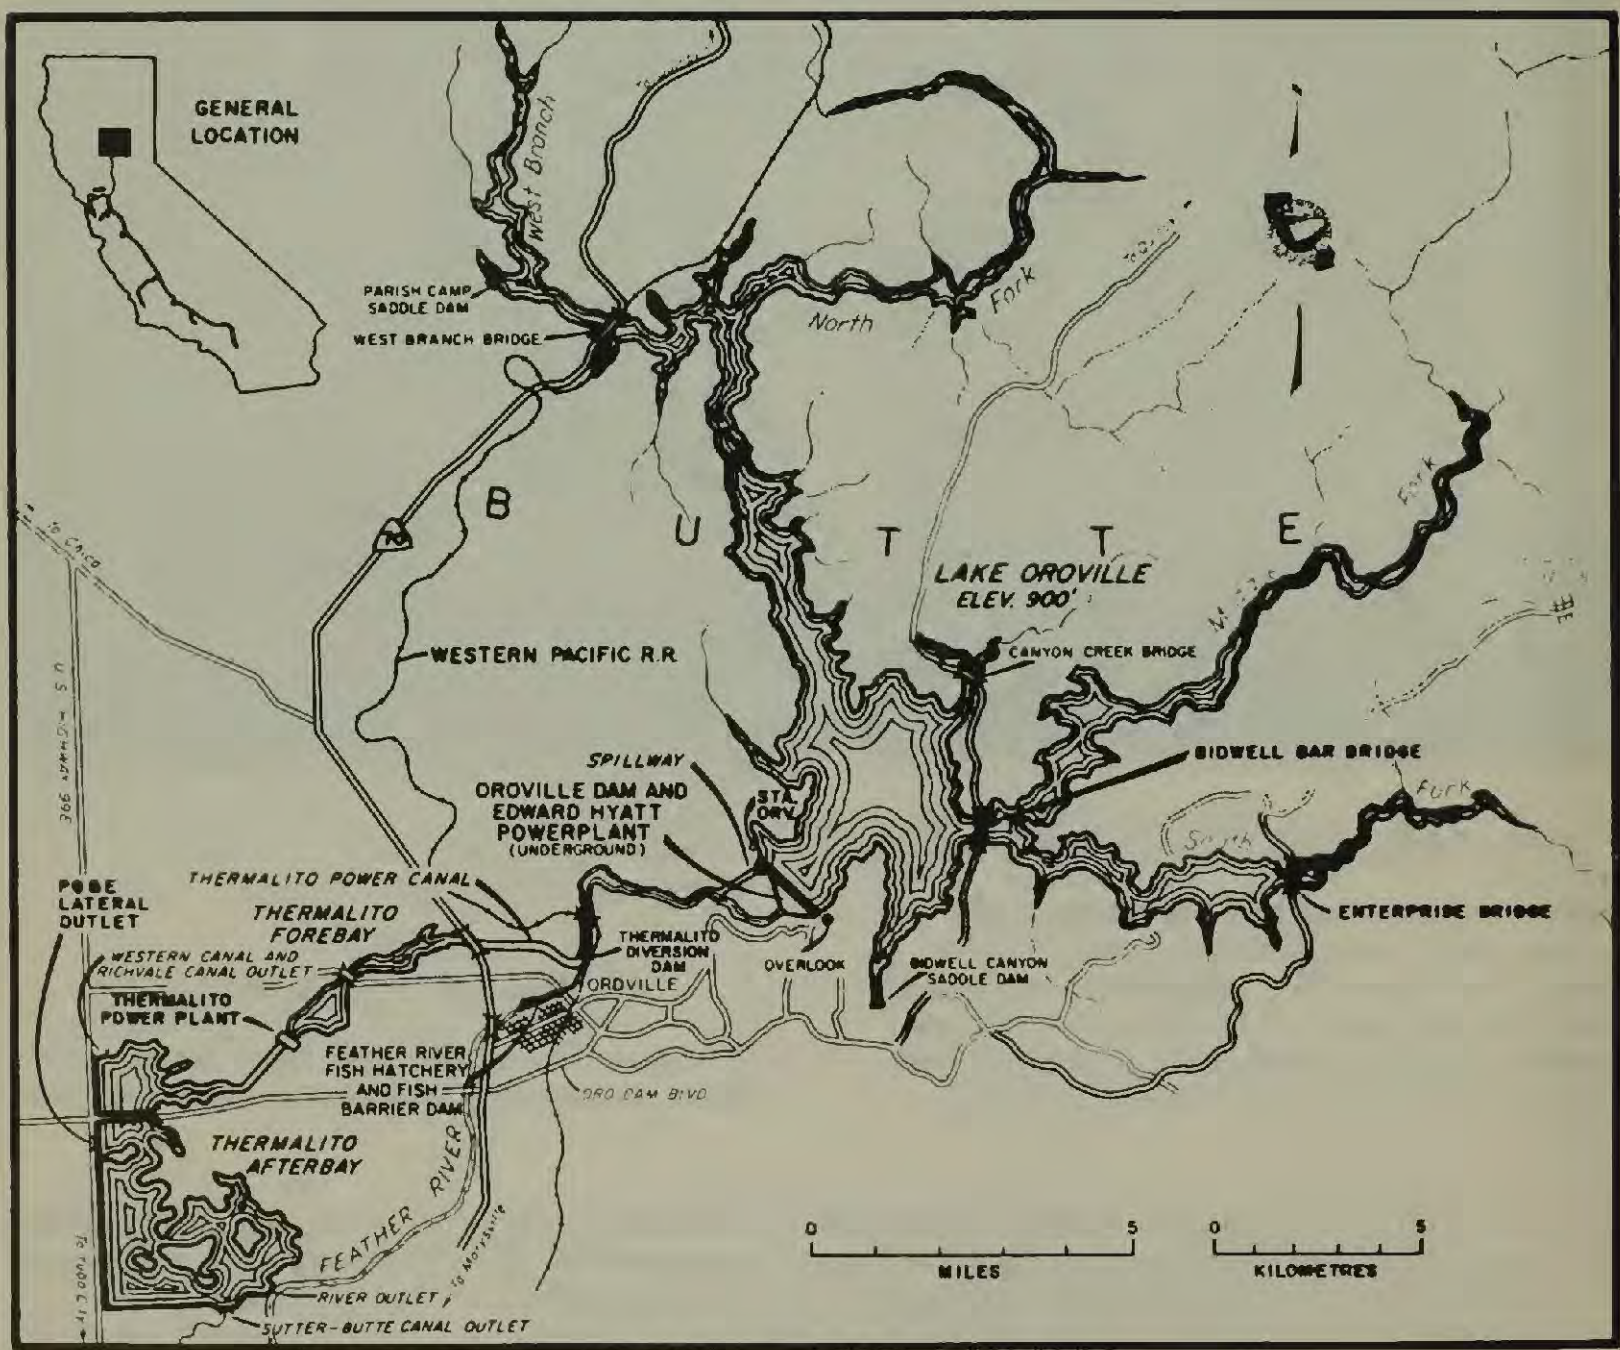 GENERAL
LOCATION
West Branch
PARISH CAMP
SADDLE DAM
WEST BRANCH BRIDGE
North
Fork
To Chico
B
U
T
T
E
70
LAKE OROVILLE
ELEV. 900'
Fork
WESTERN PACIFIC R.R.
CANYON CREEK BRIDGE
U S HIGHWAY 99E
SPILLWAY
BIDWELL BAR BRIDGE
OROVILLE DAM AND
EDWARD HYATT
POWERPLANT
(UNDERGROUND)
STA.
ORV.
South
Fork
THERMALITO POWER CANAL
LATERAL
OUTLET
THERMALITO
FOREBAY
ENTERPRISE BRIDGE
WESTERN CANAL AND
RICHVALE CANAL OUTLET
THERMALITO
DIVERSION
DAM
OVERLOOK
BIDWELL CANYON
SADDLE DAM
OROVILLE
THERMALITO
POWER PLANT
FEATHER RIVER
FISH HATCHERY
AND FISH
BARRIER DAM
ORO DAM BLVD
THERMALITO
AFTERBAY
FEATHER RIVER
To Marysville
To YUBA CITY
RIVER OUTLET
SUTTER-BUTTE CANAL OUTLET
0 5
MILES
0 5
KILOMETRES